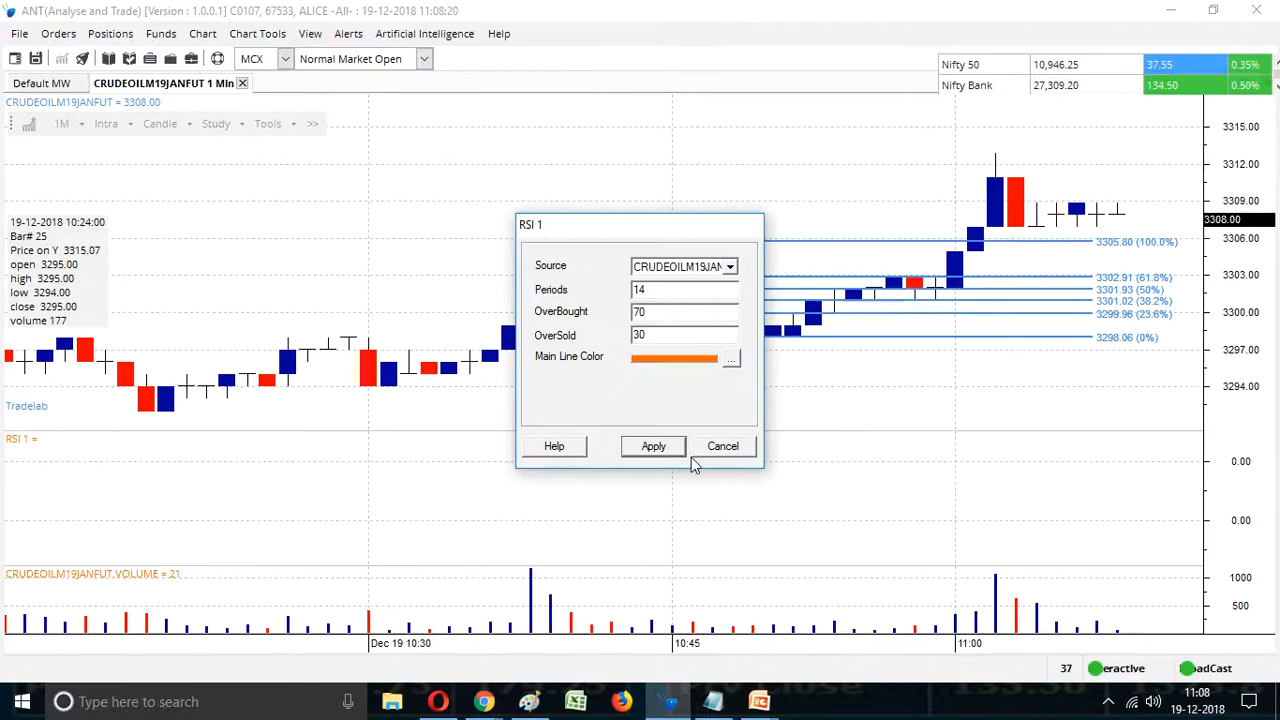 ANT(Analyse and Trade) [Version : 1.0.0.1] C0107, 67533, ALICE -All- : 19-12-2018 11:08:20
File Orders Positions Funds Chart Chart Tools View Alerts Artificial Intelligence Help
MCX Normal Market Open
Nifty 50 10,946.25 37.55 0.35%
Nifty Bank 27,309.20 134.50 0.50%
Default MW CRUDEOILM19JANFUT 1 Min
CRUDEOILM19JANFUT = 3308.00
1M Intra Candle Study Tools >>
3315.00
3312.00
3309.00
3308.00
3306.00
3303.00
3300.00
3297.00
3294.00
19-12-2018 10:24:00
Bar# 25
Price on Y 3315.07
open 3295.00
high 3295.00
low 3294.00
close 3295.00
volume 177
RSI 1
Source CRUDEOILM19JAN
Periods 14
OverBought 70
OverSold 30
Main Line Color ...
Help Apply Cancel
3305.80 (100.0%)
3302.91 (61.8%)
3301.93 (50%)
3301.02 (38.2%)
3299.96 (23.6%)
3298.06 (0%)
Tradelab
RSI 1 =
0.00
0.00
CRUDEOILM19JANFUT.VOLUME = 21
1000
500
Dec 19 10:30 10:45 11:00
37 eractive adCast
Type here to search
11:08
19-12-2018